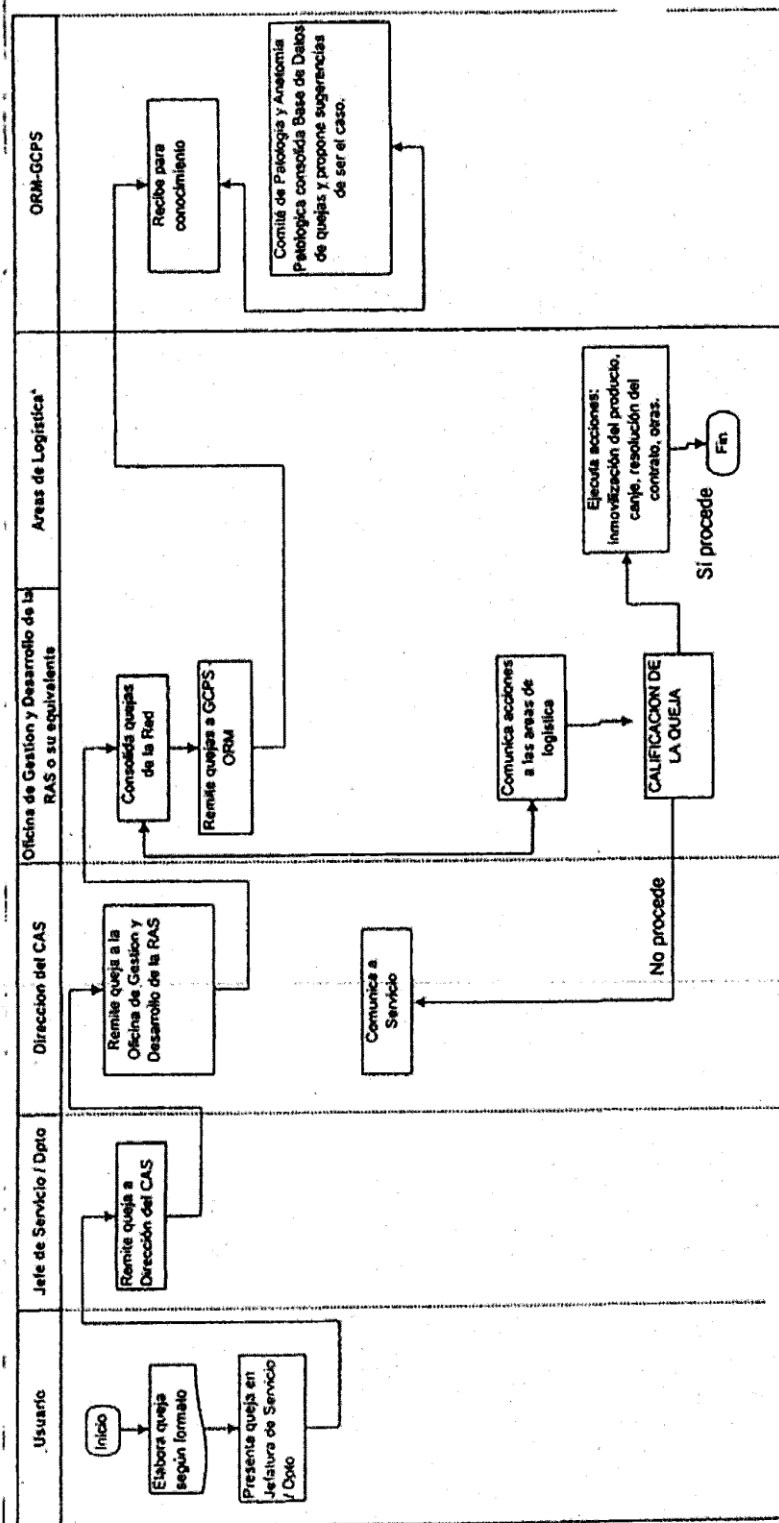 Usuario
Jefe de Servicio / Dpto
Direccion del CAS
Oficina de Gestion y Desarrollo de la
RAS o su equivalente
Areas de Logística*
ORM-GCPS
Inicio
Elabora queja
según formato
Presenta queja en
Jefatura de Servicio
/ Dpto
Remite queja a
Dirección del CAS
Remite queja a la
Oficina de Gestion y
Desarrollo de la RAS
Comunica a
Servicio
No procede
Consolida quejas
de la Red
Remite quejas a GCPS-
ORM
Comunica acciones
a las areas de
logística
CALIFICACION DE
LA QUEJA
Ejecuta acciones:
inmovilización del producto,
canje, resolución del
contrato, otras.
Sí procede
Fin
Recibe para
conocimiento
Comité de Patologia y Anatomia
Patologica consolida Base de Datos
de quejas y propone sugerencias
de ser el caso.